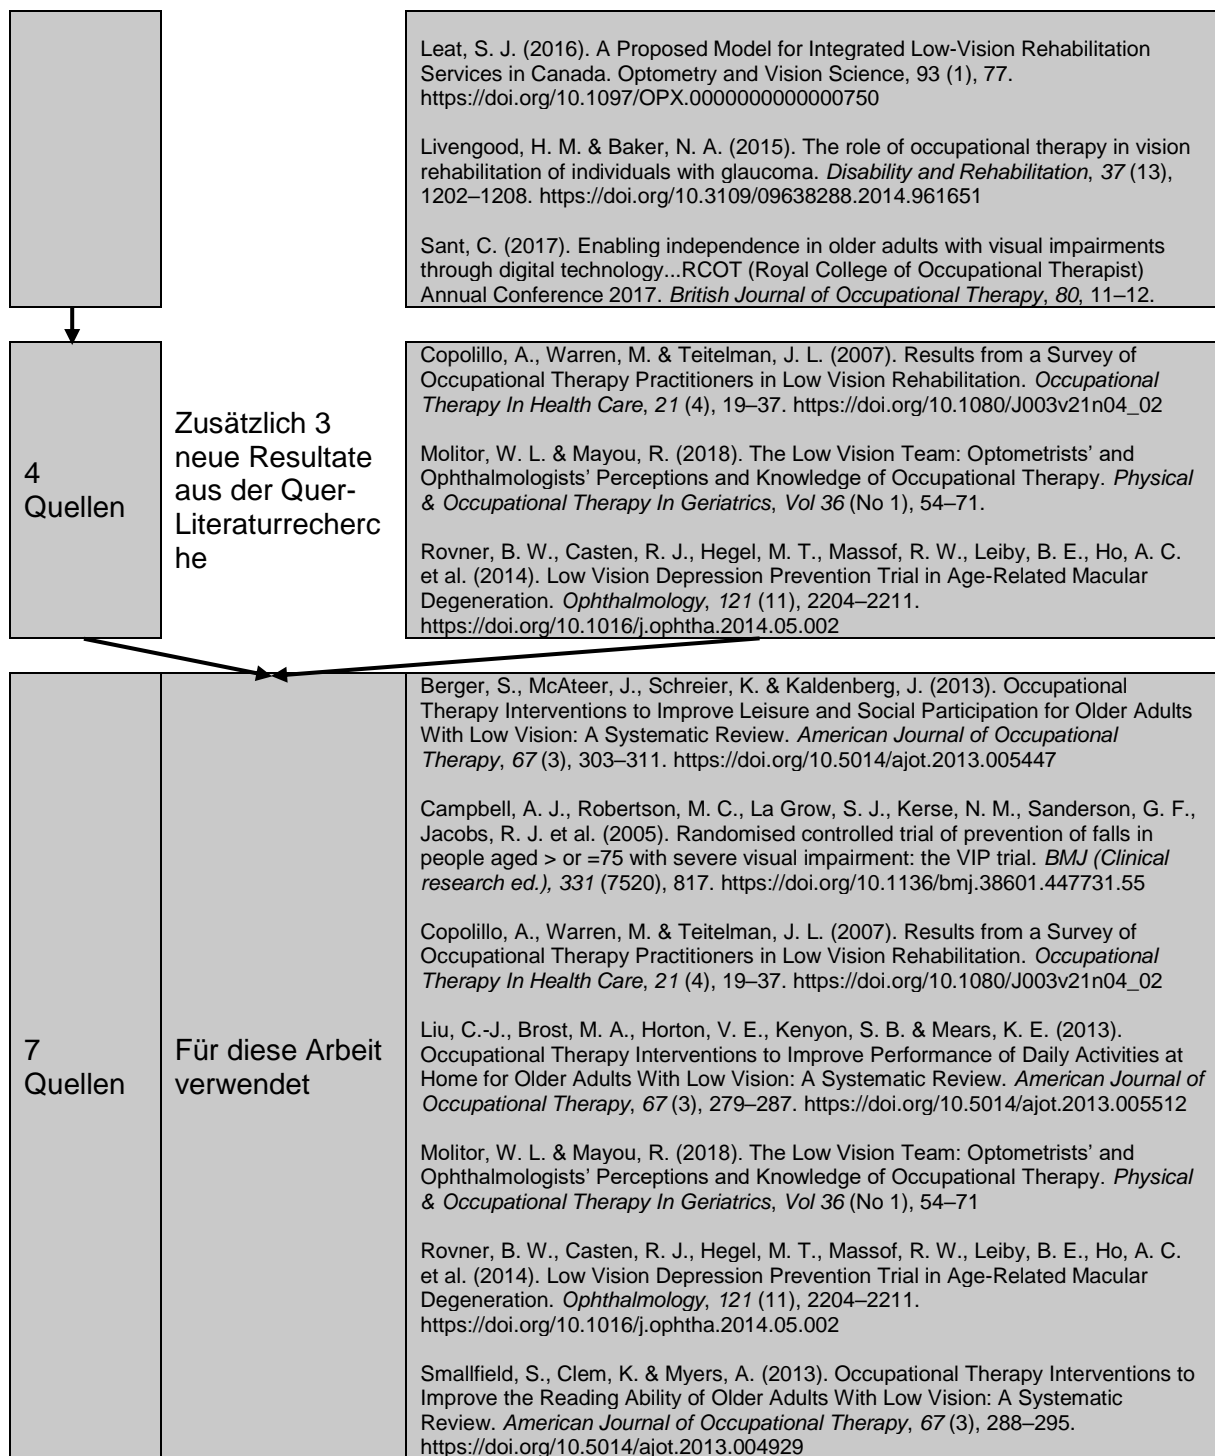 Leat, S. J. (2016). A Proposed Model for Integrated Low-Vision Rehabilitation
Services in Canada. Optometry and Vision Science, 93 (1), 77.
https://doi.org/10.1097/OPX.0000000000000750
Livengood, H. M. & Baker, N. A. (2015). The role of occupational therapy in vision
rehabilitation of individuals with glaucoma. Disability and Rehabilitation, 37 (13),
1202–1208. https://doi.org/10.3109/09638288.2014.961651
Sant, C. (2017). Enabling independence in older adults with visual impairments
through digital technology...RCOT (Royal College of Occupational Therapist)
Annual Conference 2017. British Journal of Occupational Therapy, 80, 11–12.
4
Quellen
Zusätzlich 3
neue Resultate
aus der Quer-
Literaturrecherc
he
Copolillo, A., Warren, M. & Teitelman, J. L. (2007). Results from a Survey of
Occupational Therapy Practitioners in Low Vision Rehabilitation. Occupational
Therapy In Health Care, 21 (4), 19–37. https://doi.org/10.1080/J003v21n04_02
Molitor, W. L. & Mayou, R. (2018). The Low Vision Team: Optometrists’ and
Ophthalmologists’ Perceptions and Knowledge of Occupational Therapy. Physical
& Occupational Therapy In Geriatrics, Vol 36 (No 1), 54–71.
Rovner, B. W., Casten, R. J., Hegel, M. T., Massof, R. W., Leiby, B. E., Ho, A. C.
et al. (2014). Low Vision Depression Prevention Trial in Age-Related Macular
Degeneration. Ophthalmology, 121 (11), 2204–2211.
https://doi.org/10.1016/j.ophtha.2014.05.002
7
Quellen
Für diese Arbeit
verwendet
Berger, S., McAteer, J., Schreier, K. & Kaldenberg, J. (2013). Occupational
Therapy Interventions to Improve Leisure and Social Participation for Older Adults
With Low Vision: A Systematic Review. American Journal of Occupational
Therapy, 67 (3), 303–311. https://doi.org/10.5014/ajot.2013.005447
Campbell, A. J., Robertson, M. C., La Grow, S. J., Kerse, N. M., Sanderson, G. F.,
Jacobs, R. J. et al. (2005). Randomised controlled trial of prevention of falls in
people aged > or =75 with severe visual impairment: the VIP trial. BMJ (Clinical
research ed.), 331 (7520), 817. https://doi.org/10.1136/bmj.38601.447731.55
Copolillo, A., Warren, M. & Teitelman, J. L. (2007). Results from a Survey of
Occupational Therapy Practitioners in Low Vision Rehabilitation. Occupational
Therapy In Health Care, 21 (4), 19–37. https://doi.org/10.1080/J003v21n04_02
Liu, C.-J., Brost, M. A., Horton, V. E., Kenyon, S. B. & Mears, K. E. (2013).
Occupational Therapy Interventions to Improve Performance of Daily Activities at
Home for Older Adults With Low Vision: A Systematic Review. American Journal of
Occupational Therapy, 67 (3), 279–287. https://doi.org/10.5014/ajot.2013.005512
Molitor, W. L. & Mayou, R. (2018). The Low Vision Team: Optometrists’ and
Ophthalmologists’ Perceptions and Knowledge of Occupational Therapy. Physical
& Occupational Therapy In Geriatrics, Vol 36 (No 1), 54–71
Rovner, B. W., Casten, R. J., Hegel, M. T., Massof, R. W., Leiby, B. E., Ho, A. C.
et al. (2014). Low Vision Depression Prevention Trial in Age-Related Macular
Degeneration. Ophthalmology, 121 (11), 2204–2211.
https://doi.org/10.1016/j.ophtha.2014.05.002
Smallfield, S., Clem, K. & Myers, A. (2013). Occupational Therapy Interventions to
Improve the Reading Ability of Older Adults With Low Vision: A Systematic
Review. American Journal of Occupational Therapy, 67 (3), 288–295.
https://doi.org/10.5014/ajot.2013.004929